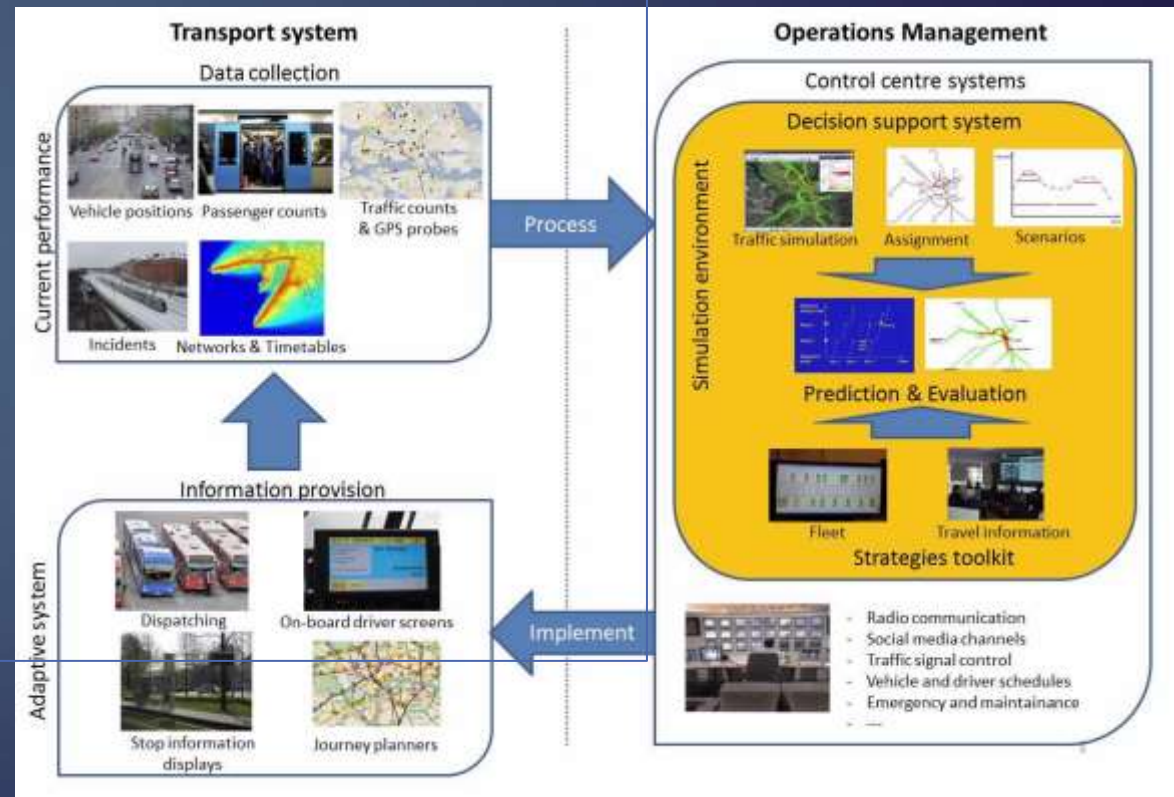 Transport system
Operations Management
Data collection
Current performance
Vehicle positions
Passenger counts
Traffic counts
& GPS probes
Incidents
Networks & Timetables
Process
Control centre systems
Decision support system
Simulation environment
Traffic simulation
Assignment
Scenarios
Prediction & Evaluation
Fleet
Travel information
Strategies toolkit
Information provision
Adaptive system
Dispatching
On-board driver screens
Stop information
displays
Journey planners
Implement
- Radio communication
- Social media channels
- Traffic signal control
- Vehicle and driver schedules
- Emergency and maintainance
- ...